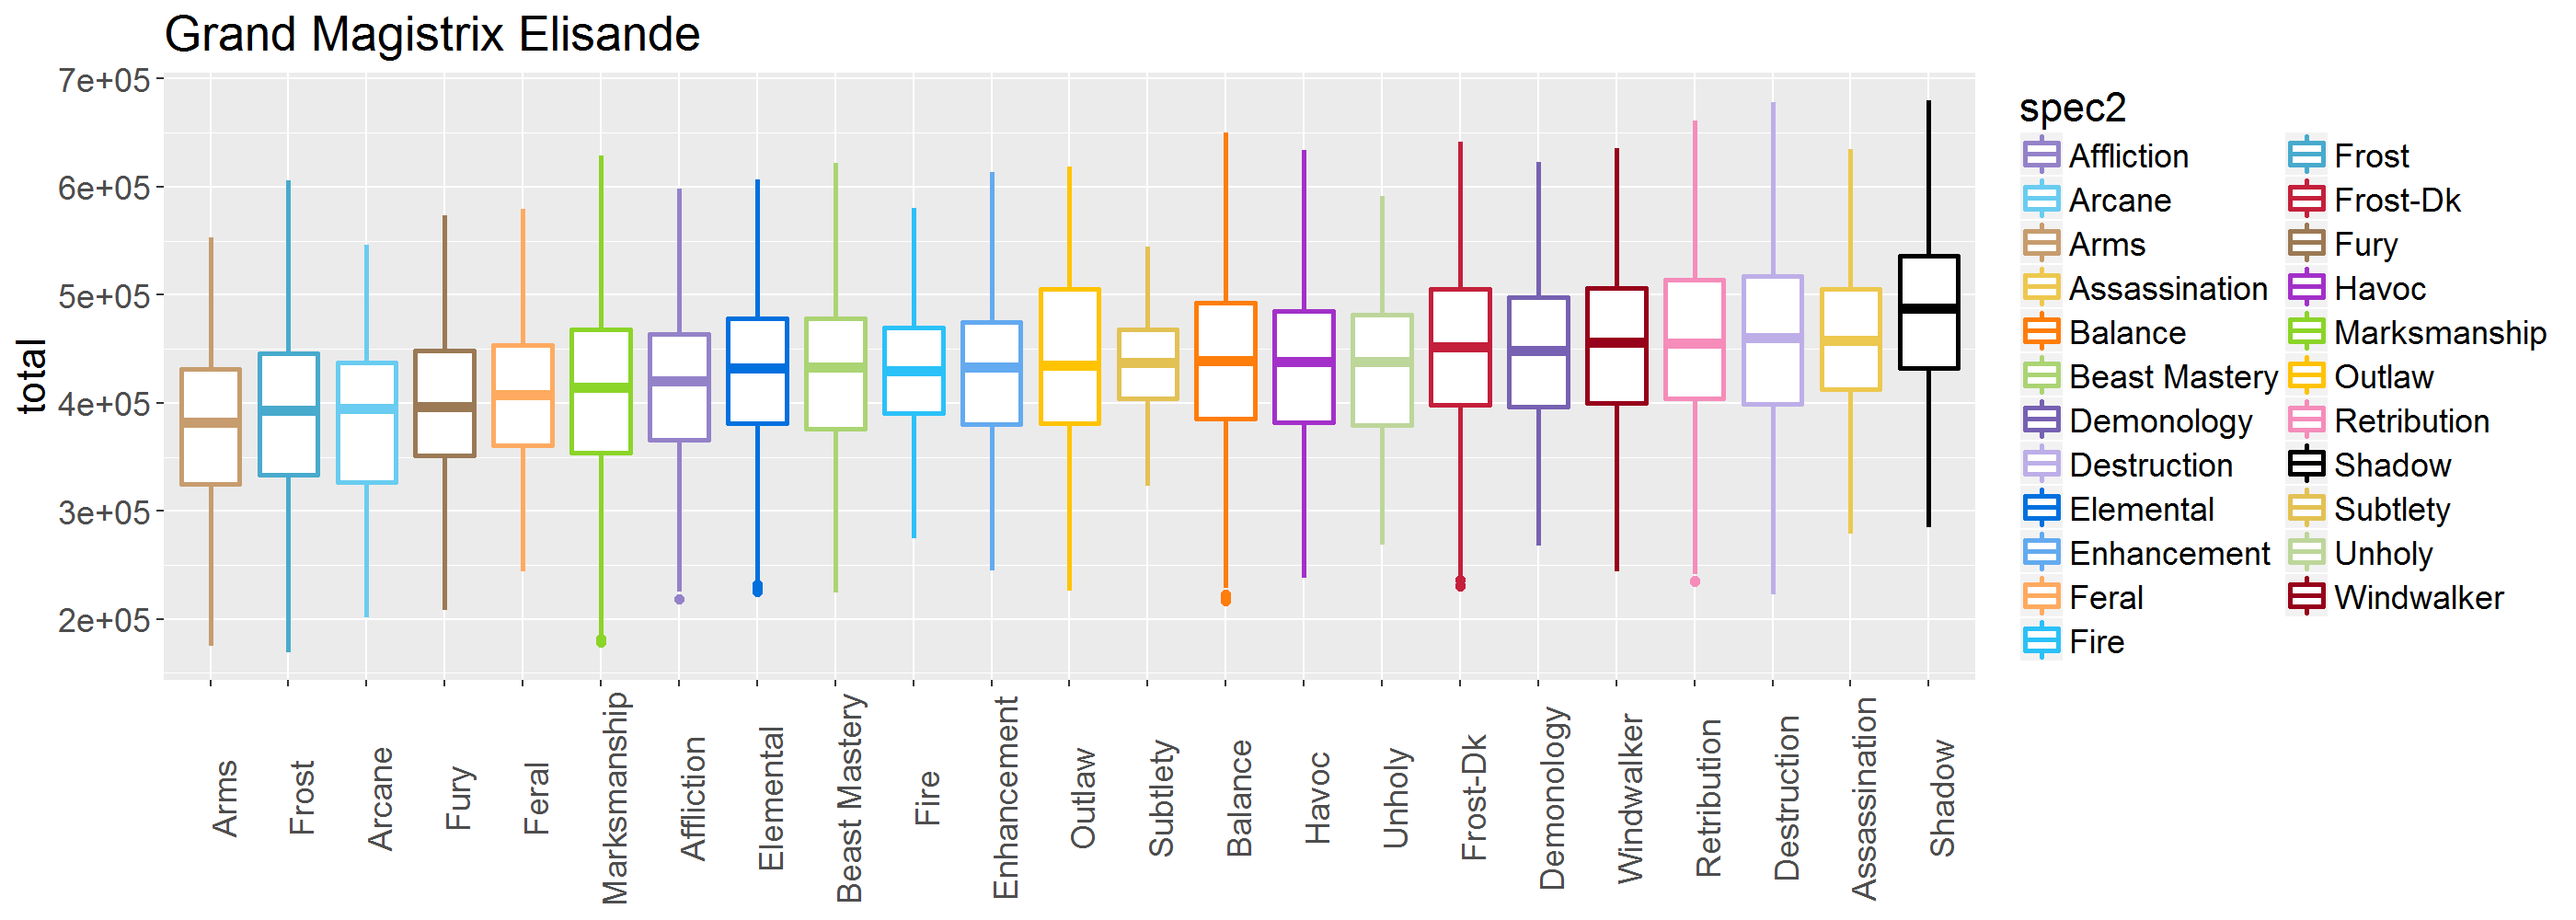 Grand Magistrix Elisande
total
7e+05
6e+05
5e+05
4e+05
3e+05
2e+05
Arms
Frost
Arcane
Fury
Feral
Marksmanship
Affliction
Elemental
Beast Mastery
Fire
Enhancement
Outlaw
Subtlety
Balance
Havoc
Unholy
Frost-Dk
Demonology
Windwalker
Retribution
Destruction
Assassination
Shadow
spec2
Affliction
Arcane
Arms
Assassination
Balance
Beast Mastery
Demonology
Destruction
Elemental
Enhancement
Feral
Fire
Frost
Frost-Dk
Fury
Havoc
Marksmanship
Outlaw
Retribution
Shadow
Subtlety
Unholy
Windwalker